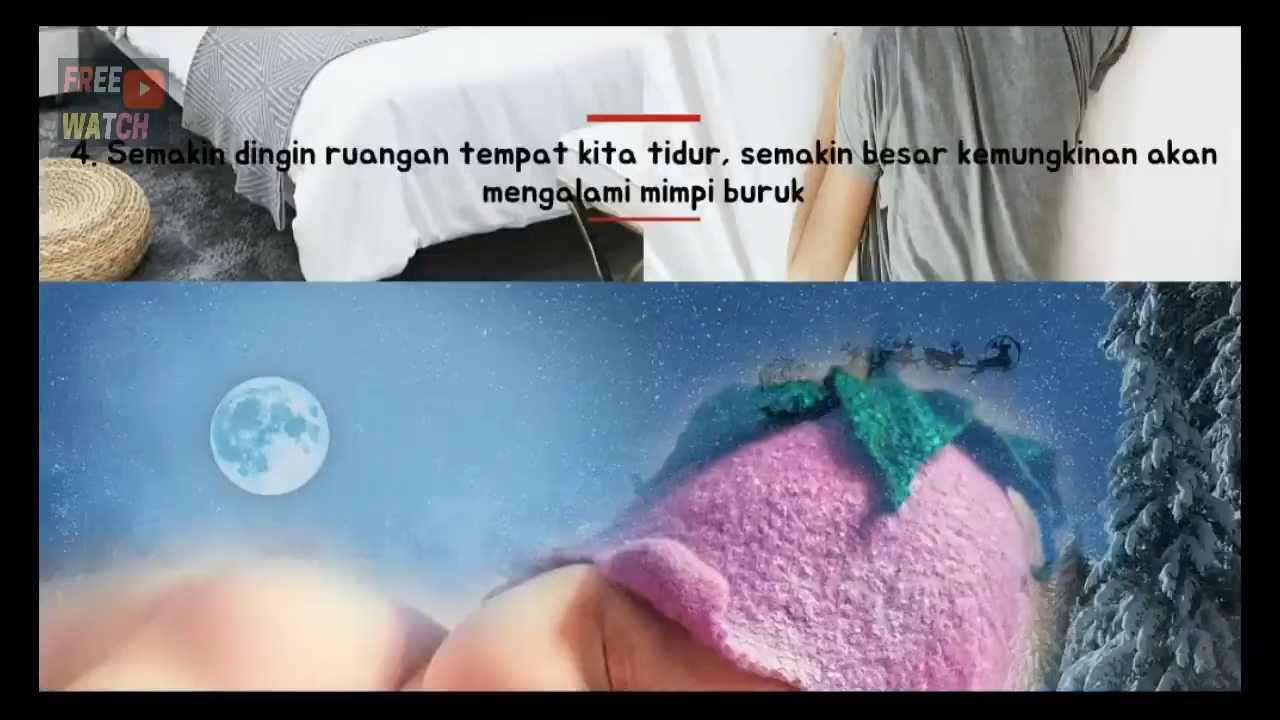 FREE
WATCH
4. Semakin dingin ruangan tempat kita tidur, semakin besar kemungkinan akan
mengalami mimpi buruk